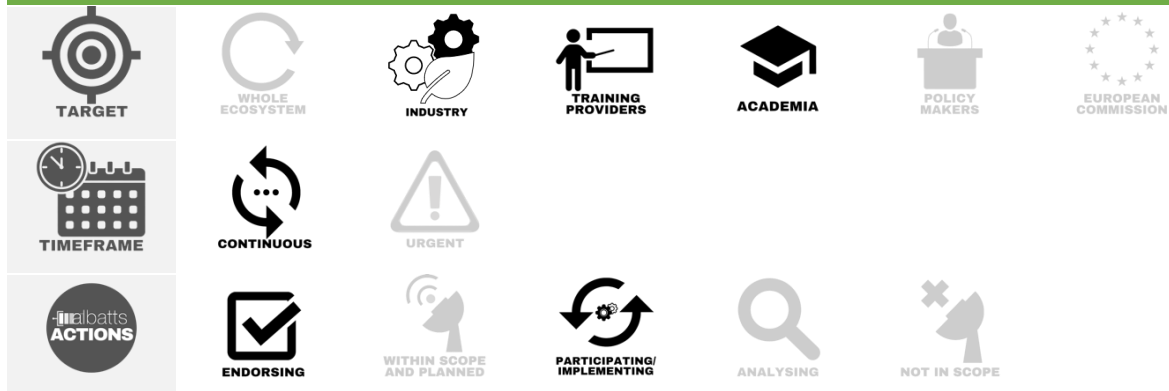 TARGET
WHOLE
ECOSYSTEM
INDUSTRY
TRAINING
PROVIDERS
ACADEMIA
POLICY
MAKERS
EUROPEAN
COMMISSION
TIMEFRAME
CONTINUOUS
URGENT
albatts
ACTIONS
ENDORSING
WITHIN SCOPE
AND PLANNED
PARTICIPATING/
IMPLEMENTING
ANALYSING
NOT IN SCOPE